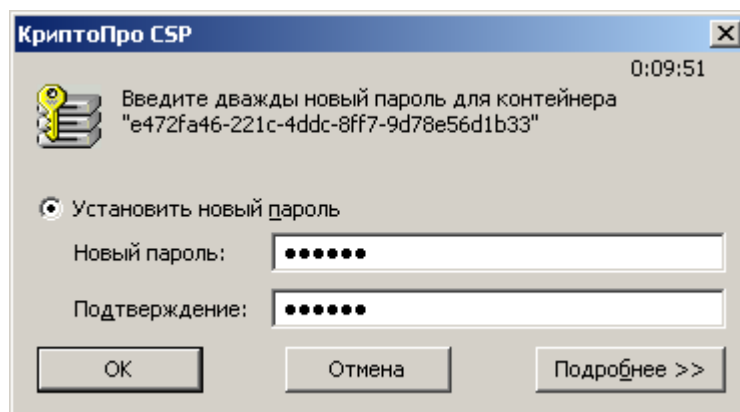 КриптоПро CSP
0:09:51
Введите дважды новый пароль для контейнера
"e472fa46-221c-4ddc-8ff7-9d78e56d1b33"
Установить новый пароль
Новый пароль: ●●●●●●
Подтверждение: ●●●●●●
ОК Отмена Подробнее >>